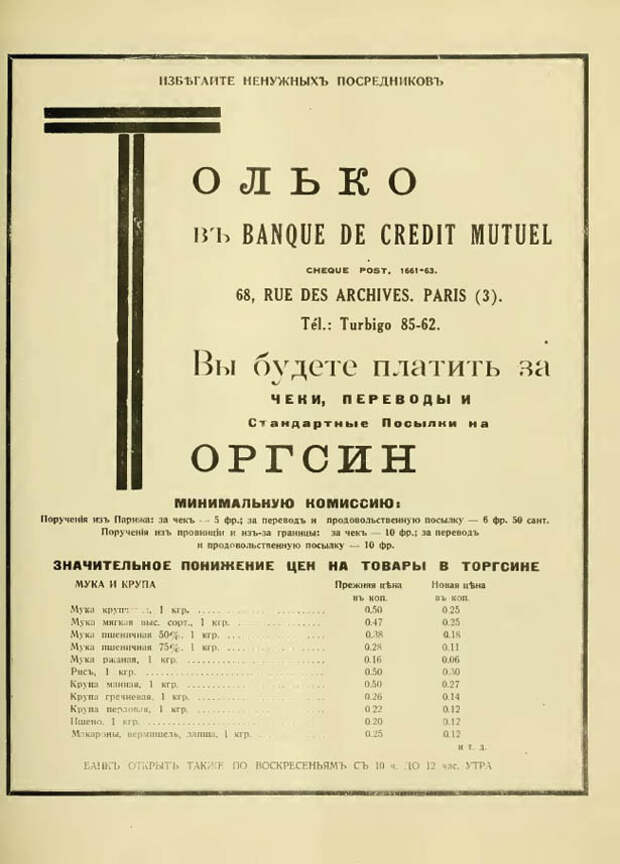 ИЗБѢГАЙТЕ НЕНУЖНЫХЪ ПОСРЕДНИКОВЪ
ТОЛЬКО
ВЪ BANQUE DE CREDIT MUTUEL
CHEQUE POST. 1661-63.
68, RUE DES ARCHIVES. PARIS (3).
Tél.: Turbigo 85-62.
Вы будете платить за
ЧЕКИ, ПЕРЕВОДЫ И
Стандартные Посылки на
ТОРГСИН
МИНИМАЛЬНУЮ КОМИССИЮ:
Порученія изъ Парижа: за чекъ — 5 фр.; за переводъ и продовольственную посылку — 6 фр. 50 сант.
Порученія из провинціи и изъ-за границы: за чекъ — 10 фр.; за переводъ
и продовольственную посылку — 10 фр.
ЗНАЧИТЕЛЬНОЕ ПОНИЖЕНИЕ ЦЕН НА ТОВАРЫ В ТОРГСИНЕ
МУКА И КРУПА Прежняя цѣна Новая цѣна
въ коп. въ коп.
Мука 1 кгр. 0.50 0.25
Мука мягкая выс. сорт., 1 кгр. 0.47 0.25
Мука пшеничная 50%, 1 кгр. 0.38 0.18
Мука пшеничная 75%, 1 кгр. 0.28 0.11
Мука ржаная, 1 кгр. 0.16 0.06
Рисъ, 1 кгр. 0.50 0.30
Крупа манная, 1 кгр. 0.50 0.27
Крупа гречневая, 1 кгр. 0.26 0.14
Крупа перловая, 1 кгр. 0.22 0.12
Пшено, 1 кгр. 0.20 0.12
Макароны, вермишель, лапша, 1 кгр. 0.25 0.12
и т. д.
БАНКЪ ОТКРЫТЪ ТАКЖЕ ПО ВОСКРЕСЕНЬЯМЪ СЪ 10 ч. ДО 12 час. УТРА